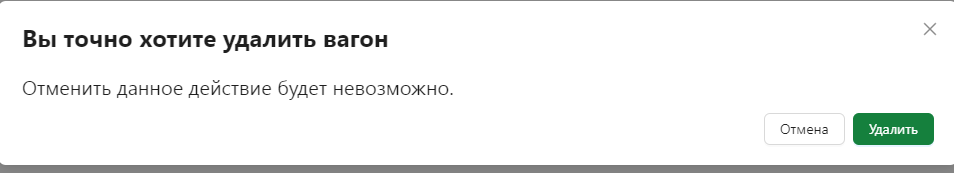 Вы точно хотите удалить вагон
Отменить данное действие будет невозможно.
Отмена
Удалить